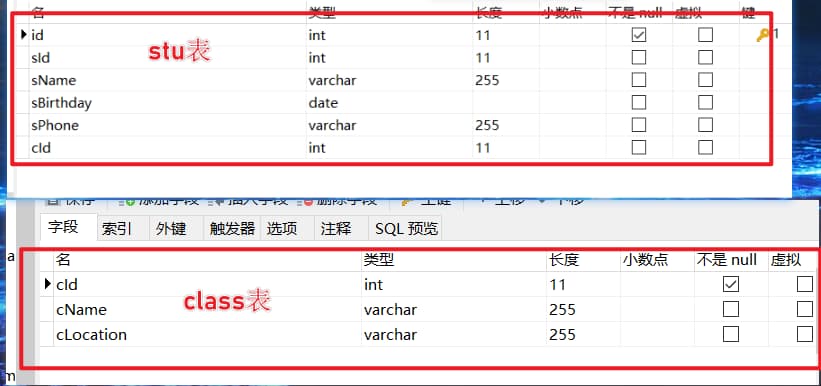 名 类型 长度 小数点 不是 null 虚拟 键
id int 11 1
sId int 11
stu表
sName varchar 255
sBirthday date
sPhone varchar 255
cId int 11
保存 添加字段 插入字段 删除字段 主键 上移 下移
字段 索引 外键 触发器 选项 注释 SQL 预览
名 类型 长度 小数点 不是 null 虚拟
cId int 11
class表
cName varchar 255
cLocation varchar 255
a
m